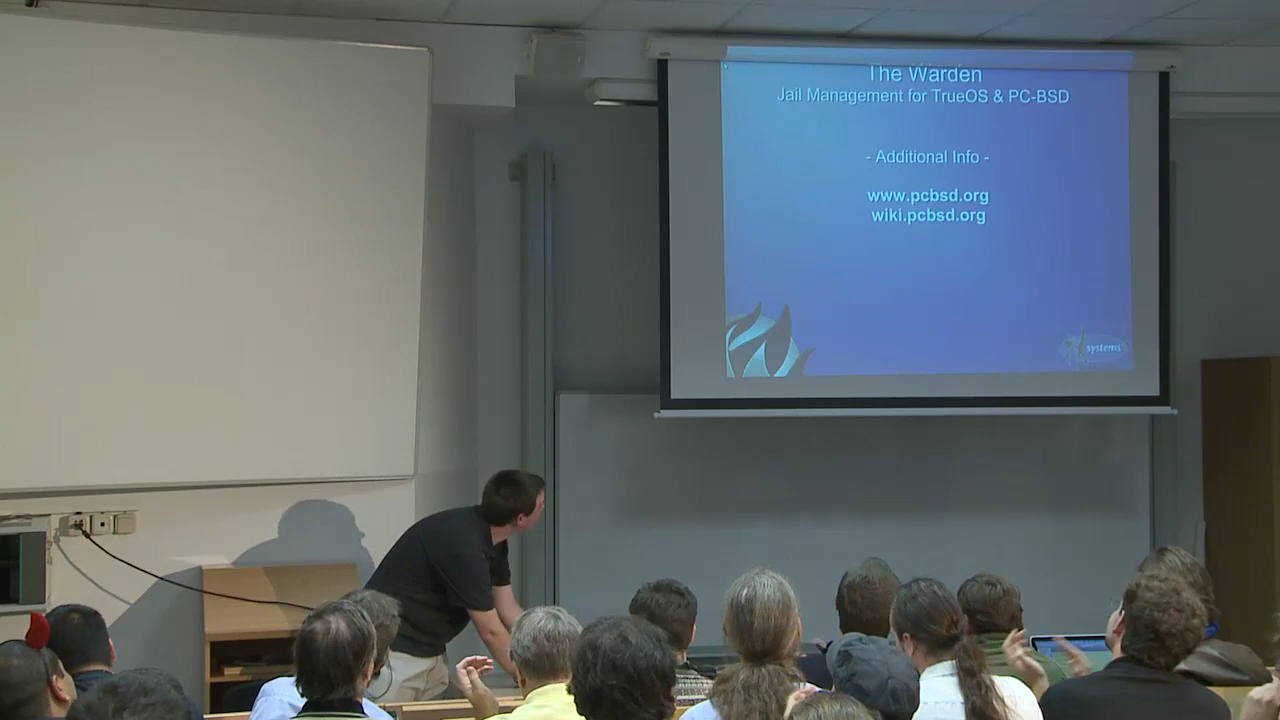 The Warden
Jail Management for TrueOS & PC-BSD
- Additional Info -
www.pcbsd.org
wiki.pcbsd.org
systems